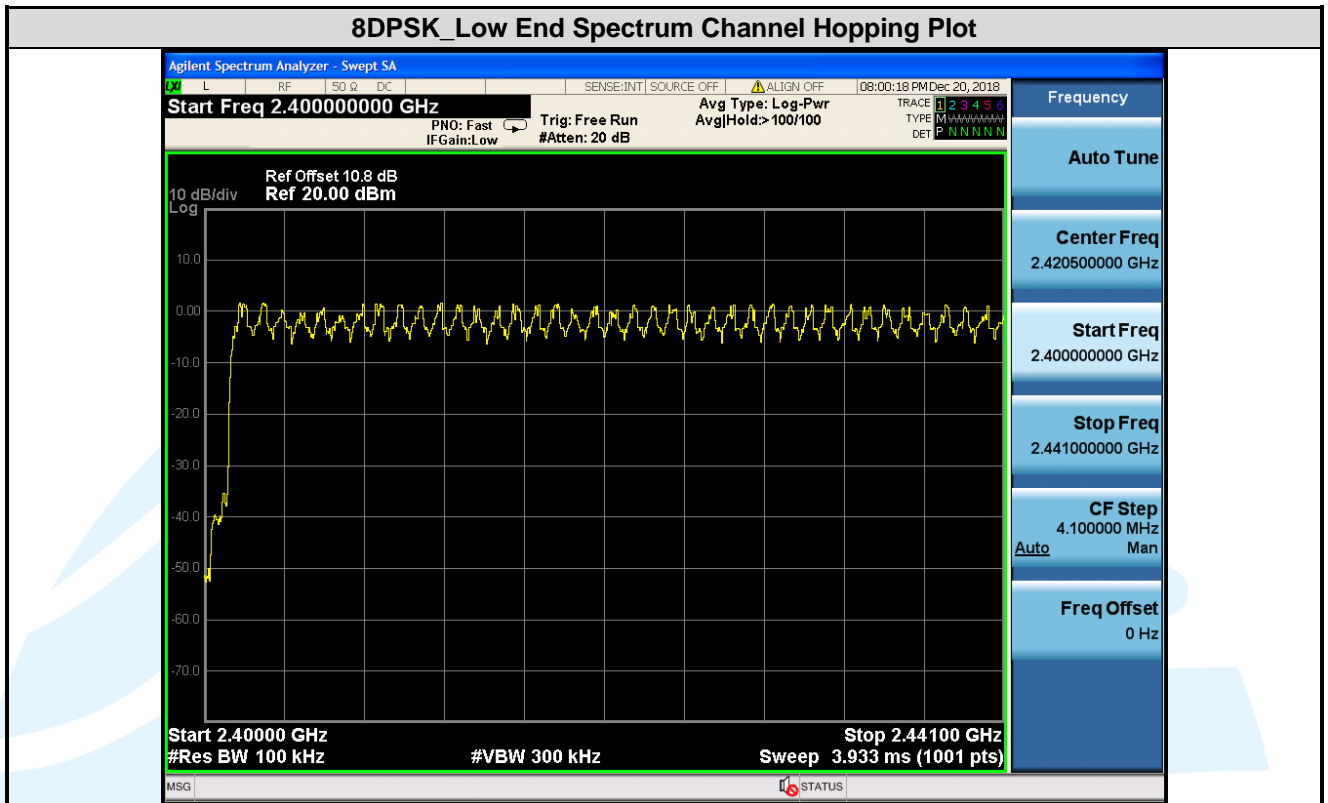 8DPSK_Low End Spectrum Channel Hopping Plot
Agilent Spectrum Analyzer - Swept SA
LXI L RF 50 Ω DC SENSE:INT SOURCE OFF ALIGN OFF 08:00:18 PM Dec 20, 2018
Start Freq 2.400000000 GHz
PNO: Fast
IFGain:Low
Trig: Free Run
#Atten: 20 dB
Avg Type: Log-Pwr
Avg|Hold:>100/100
TRACE 1 2 3 4 5 6
TYPE M WWWWW
DET P N N N N N
Ref Offset 10.8 dB
10 dB/div Ref 20.00 dBm
Log
10.0
0.00
-10.0
-20.0
-30.0
-40.0
-50.0
-60.0
-70.0
Start 2.40000 GHz Stop 2.44100 GHz
#Res BW 100 kHz #VBW 300 kHz Sweep 3.933 ms (1001 pts)
MSG STATUS
Frequency
Auto Tune
Center Freq
2.420500000 GHz
Start Freq
2.400000000 GHz
Stop Freq
2.441000000 GHz
CF Step
4.100000 MHz
Auto Man
Freq Offset
0 Hz